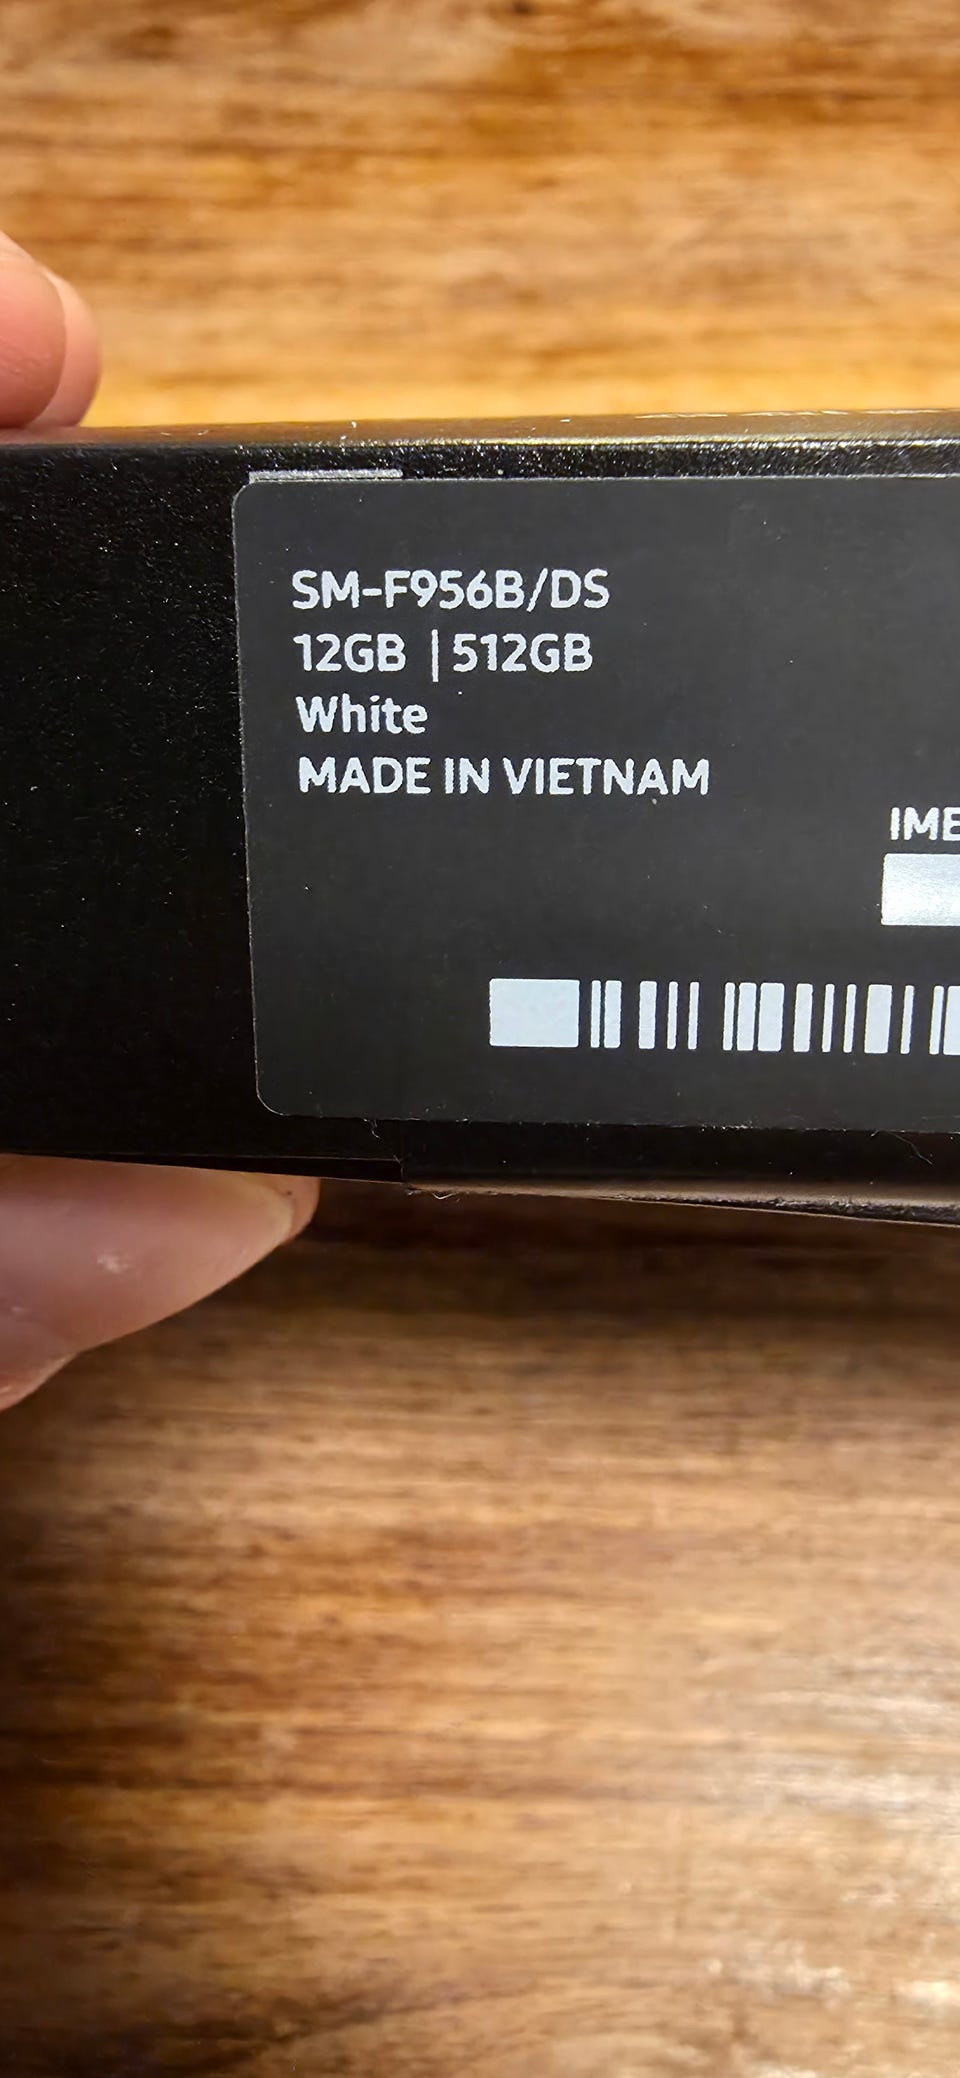 SM-F956B/DS
12GB | 512GB
White
MADE IN VIETNAM